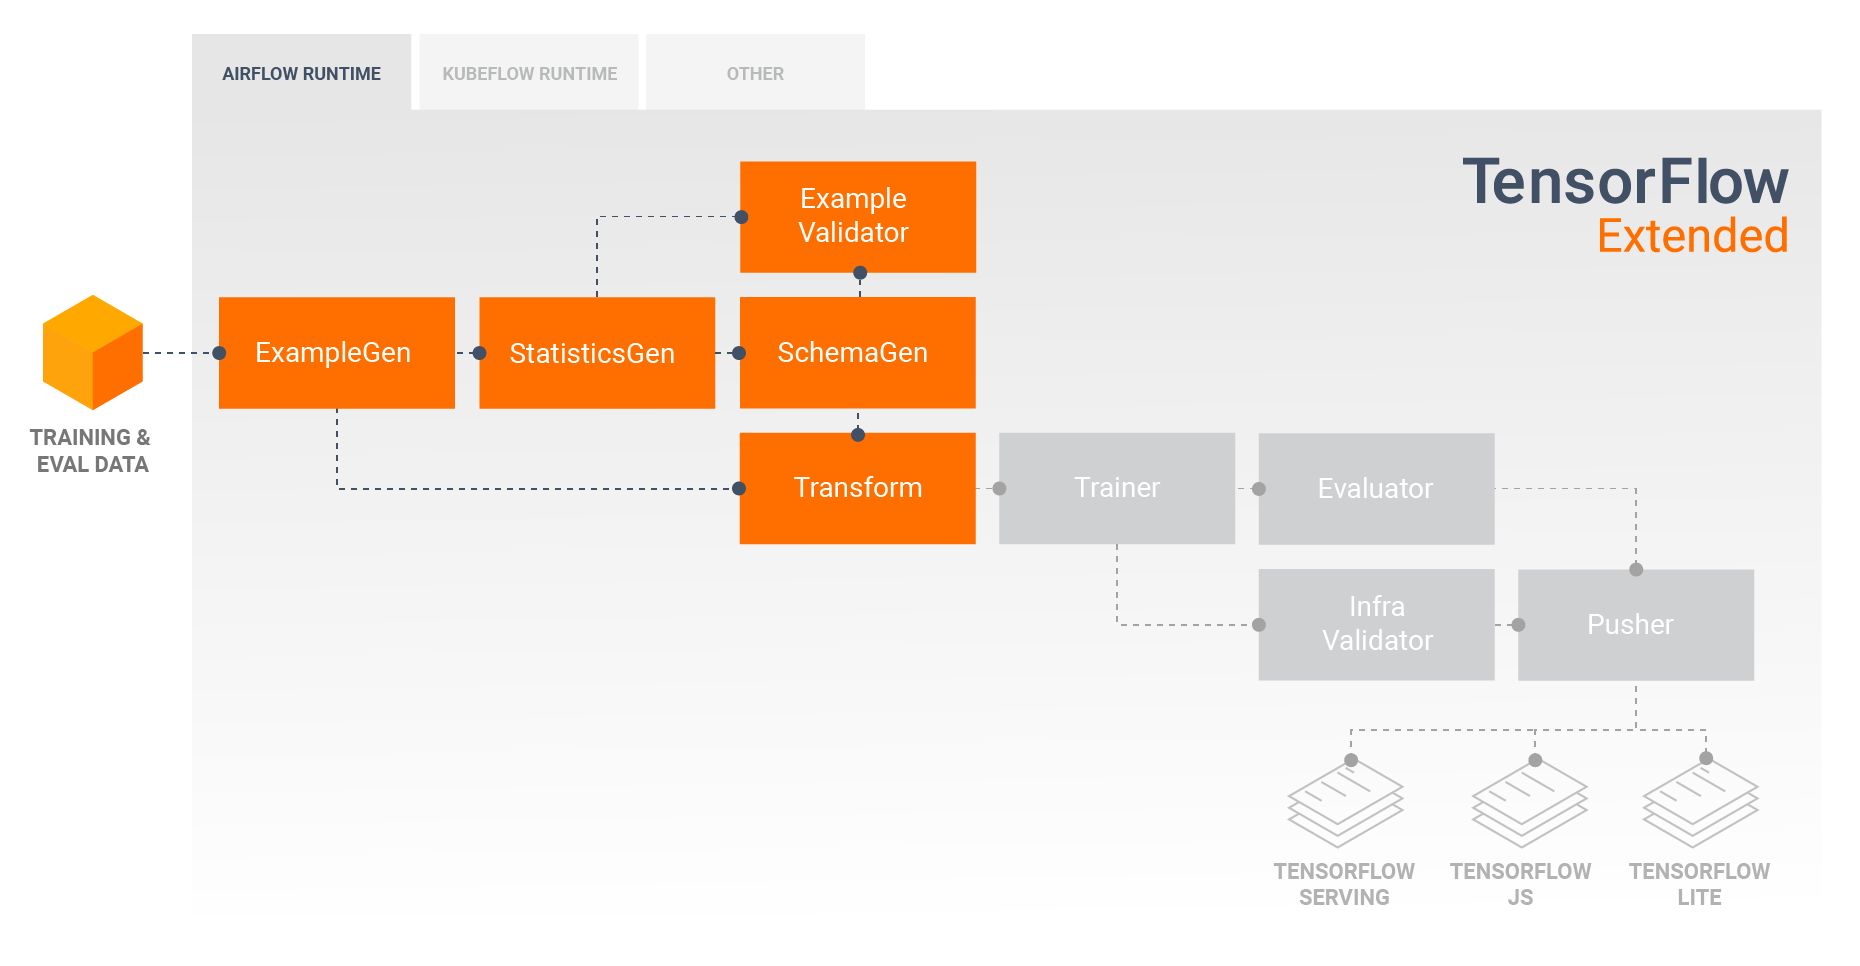 AIRFLOW RUNTIME
KUBEFLOW RUNTIME
OTHER
TensorFlow
Extended
Example
Validator
ExampleGen
StatisticsGen
SchemaGen
TRAINING &
EVAL DATA
Transform
Trainer
Evaluator
Infra
Validator
Pusher
TENSORFLOW
SERVING
TENSORFLOW
JS
TENSORFLOW
LITE